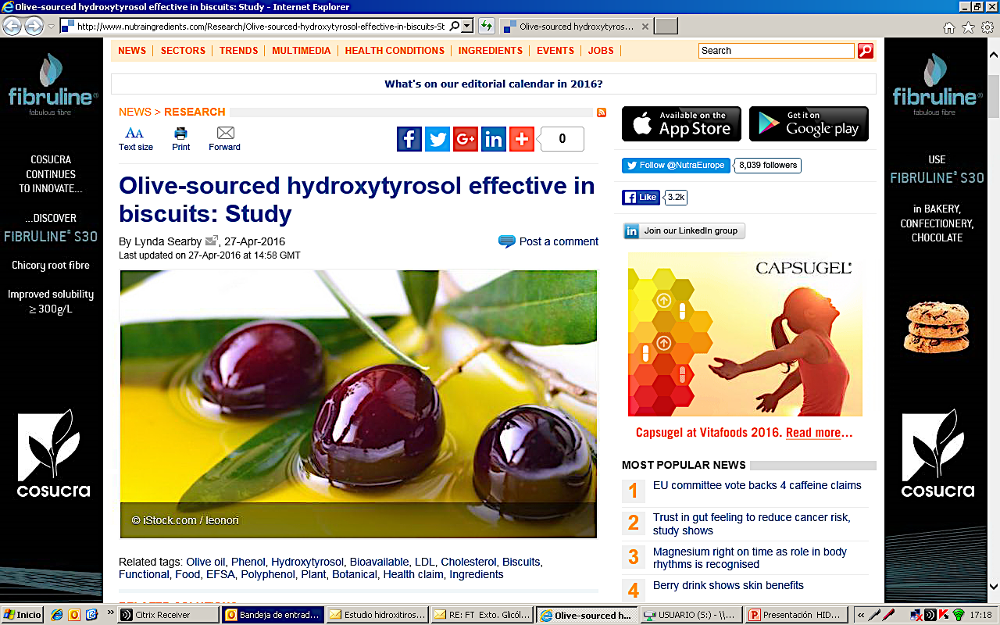 Olive-sourced hydroxytyrosol effective in biscuits: Study - Internet Explorer
http://www.nutraingredients.com/Research/Olive-sourced-hydroxytyrosol-effective-in-biscuits-St
Olive-sourced hydroxytyros...
NEWS | SECTORS | TRENDS | MULTIMEDIA | HEALTH CONDITIONS | INGREDIENTS | EVENTS | JOBS |
Search
What's on our editorial calendar in 2016?
fibruline®
fabulous fibre
COSUCRA
CONTINUES
TO INNOVATE...
...DISCOVER
FIBRULINE® S30
Chicory root fibre
Improved solubility
≥ 300g/L
cosucra
NEWS > RESEARCH
AA
Text size
Print
Forward
0
Olive-sourced hydroxytyrosol effective in
biscuits: Study
By Lynda Searby , 27-Apr-2016
Last updated on 27-Apr-2016 at 14:58 GMT
Post a comment
© iStock.com / leonori
Related tags: Olive oil, Phenol, Hydroxytyrosol, Bioavailable, LDL, Cholesterol, Biscuits,
Functional, Food, EFSA, Polyphenol, Plant, Botanical, Health claim, Ingredients
Available on the
App Store
Get it on
Google play
Follow @NutraEurope
8,039 followers
Like
3.2k
Join our LinkedIn group
CAPSUGEL®
Capsugel at Vitafoods 2016. Read more...
MOST POPULAR NEWS
1 EU committee vote backs 4 caffeine claims
2 Trust in gut feeling to reduce cancer risk,
study shows
3 Magnesium right on time as role in body
rhythms is recognised
4 Berry drink shows skin benefits
fibruline®
fabulous fibre
USE
FIBRULINE® S30
in BAKERY,
CONFECTIONERY,
CHOCOLATE
cosucra
Inicio
Citrix Receiver
Bandeja de entrad...
Estudio hidroxitiros...
RE: FT Exto. Glicól...
Olive-sourced h...
USUARIO (S:) - \\...
Presentación HID...
17:18